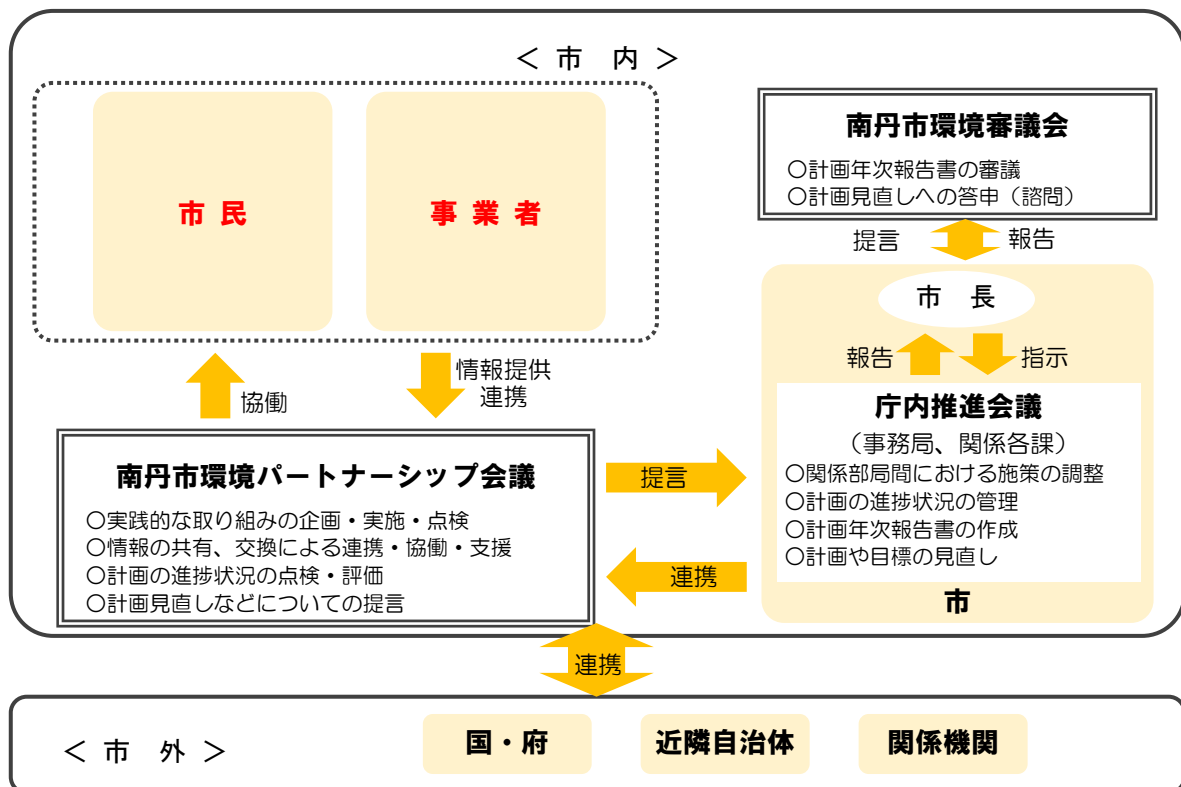 ＜ 市 内 ＞
市 民
事 業 者
協働
情報提供
連携
南丹市環境パートナーシップ会議
〇実践的な取り組みの企画・実施・点検
〇情報の共有、交換による連携・協働・支援
〇計画の進捗状況の点検・評価
〇計画見直しなどについての提言
提言
連携
南丹市環境審議会
〇計画年次報告書の審議
〇計画見直しへの答申（諮問）
提言
報告
市 長
報告
指示
庁内推進会議
（事務局、関係各課）
〇関係部局間における施策の調整
〇計画の進捗状況の管理
〇計画年次報告書の作成
〇計画や目標の見直し
市
連携
＜ 市 外 ＞
国・府
近隣自治体
関係機関